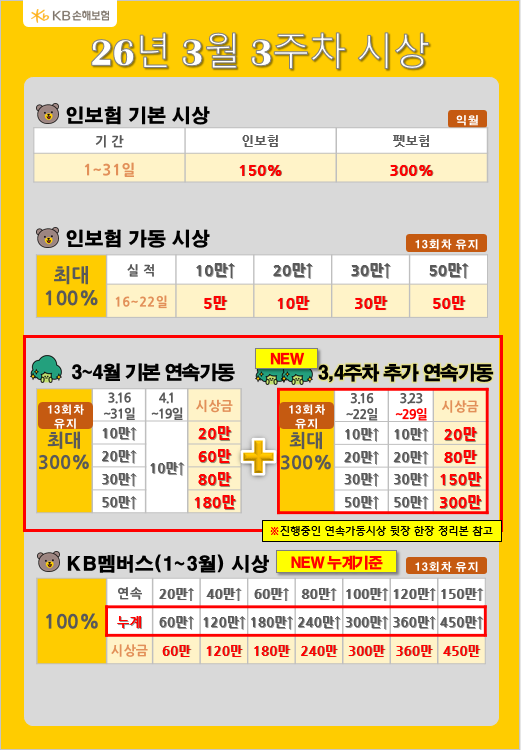 KB손해보험
26년 3월 3주차 시상
인보험 기본 시상
익월
기 간 인보험 펫보험
1~31일 150% 300%
인보험 가동 시상
13회차 유지
최대 100%
실 적 10만↑ 20만↑ 30만↑ 50만↑
16~22일 5만 10만 30만 50만
3~4월 기본 연속가동
13회차 유지
최대 300%
3,16 ~31일 4.1 ~19일 시상금
10만↑ 10만↑ 20만
20만↑ 60만
30만↑ 80만
50만↑ 180만
NEW
3,4주차 추가 연속가동
13회차 유지
최대 300%
3,16 ~22일 3,23 ~29일 시상금
10만↑ 10만↑ 20만
20만↑ 20만↑ 80만
30만↑ 30만↑ 150만
50만↑ 50만↑ 300만
※진행중인 연속가동시상 뒷장 한장 정리본 참고
KB멤버스(1~3월) 시상
NEW 누계기준
13회차 유지
100%
연속 20만↑ 40만↑ 60만↑ 80만↑ 100만↑ 120만↑ 150만↑
누계 60만↑ 120만↑ 180만↑ 240만↑ 300만↑ 360만↑ 450만↑
시상금 60만 120만 180만 240만 300만 360만 450만